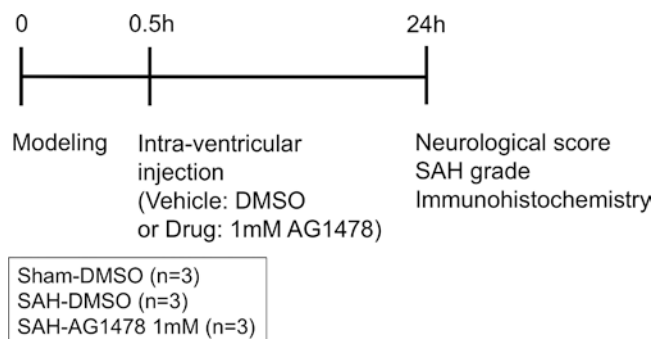 0 0.5h 24h
Modeling
Intra-ventricular
injection
(Vehicle: DMSO
or Drug: 1mM AG1478)
Neurological score
SAH grade
Immunohistochemistry
Sham-DMSO (n=3)
SAH-DMSO (n=3)
SAH-AG1478 1mM (n=3)